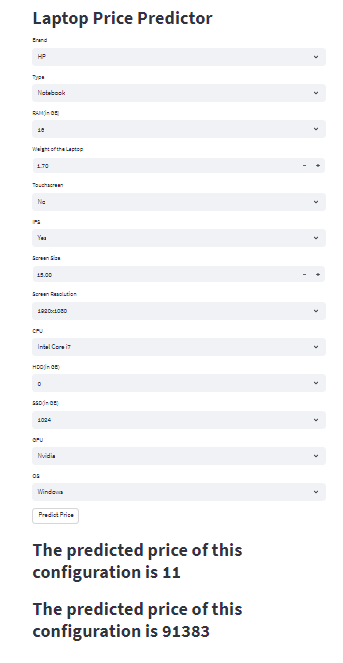 Laptop Price Predictor
Brand
HP
Type
Notebook
RAM(in GB)
16
Weight of the Laptop
1.70
Touchscreen
No
IPS
Yes
Screen Size
15.00
Screen Resolution
1920x1080
CPU
Intel Core i7
HDD(in GB)
0
SSD(in GB)
1024
GPU
Nvidia
OS
Windows
Predict Price
The predicted price of this
configuration is 11
The predicted price of this
configuration is 91383